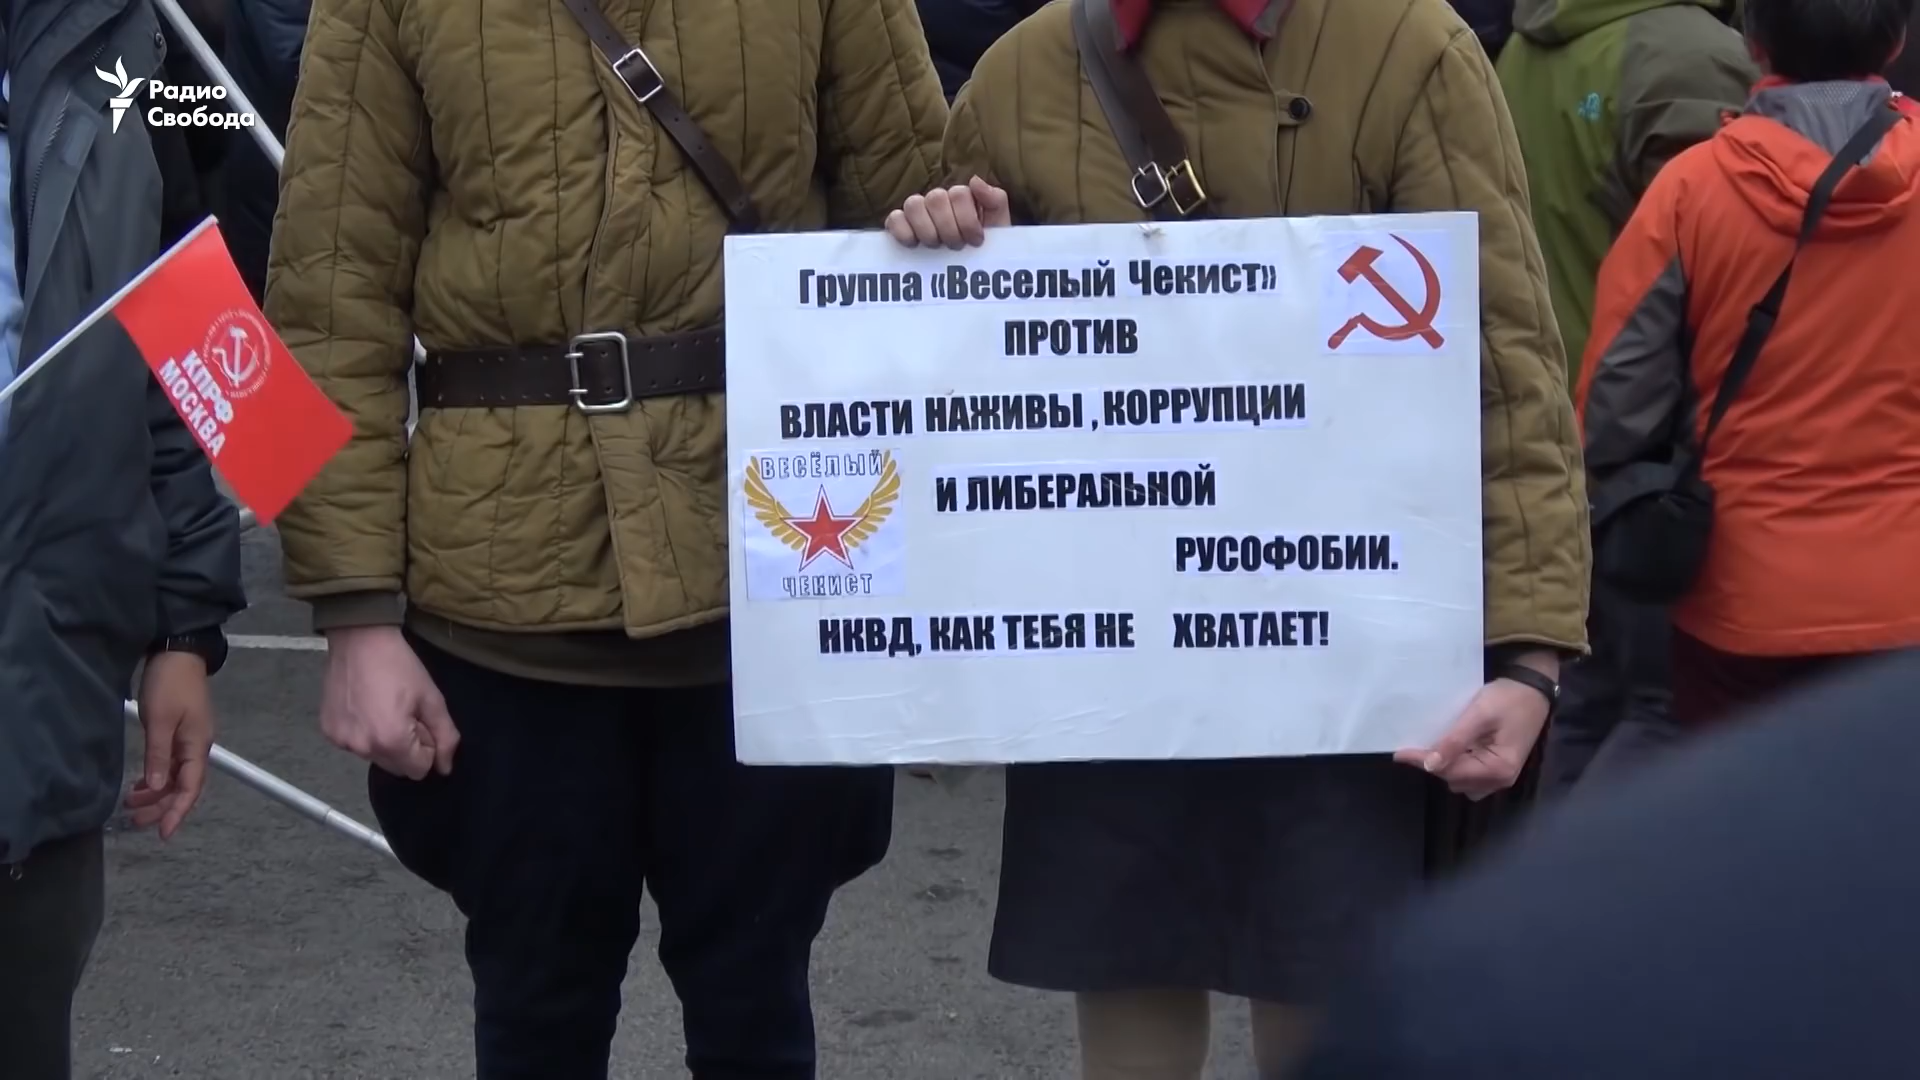 Радио
Свобода
КПРФ
МОСКВА
Группа «Веселый Чекист»
ПРОТИВ
ВЛАСТИ НАЖИВЫ , КОРРУПЦИИ
И ЛИБЕРАЛЬНОЙ
РУСОФОБИИ.
НКВД, КАК ТЕБЯ НЕ ХВАТАЕТ!
ВЕСЁЛЫЙ
ЧЕКИСТ